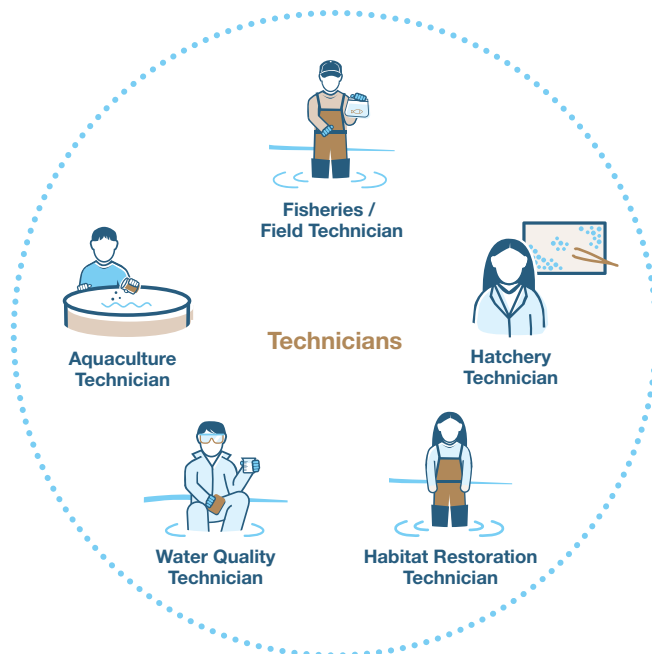 Fisheries /
Field Technician
Technicians
Hatchery
Technician
Aquaculture
Technician
Water Quality
Technician
Habitat Restoration
Technician